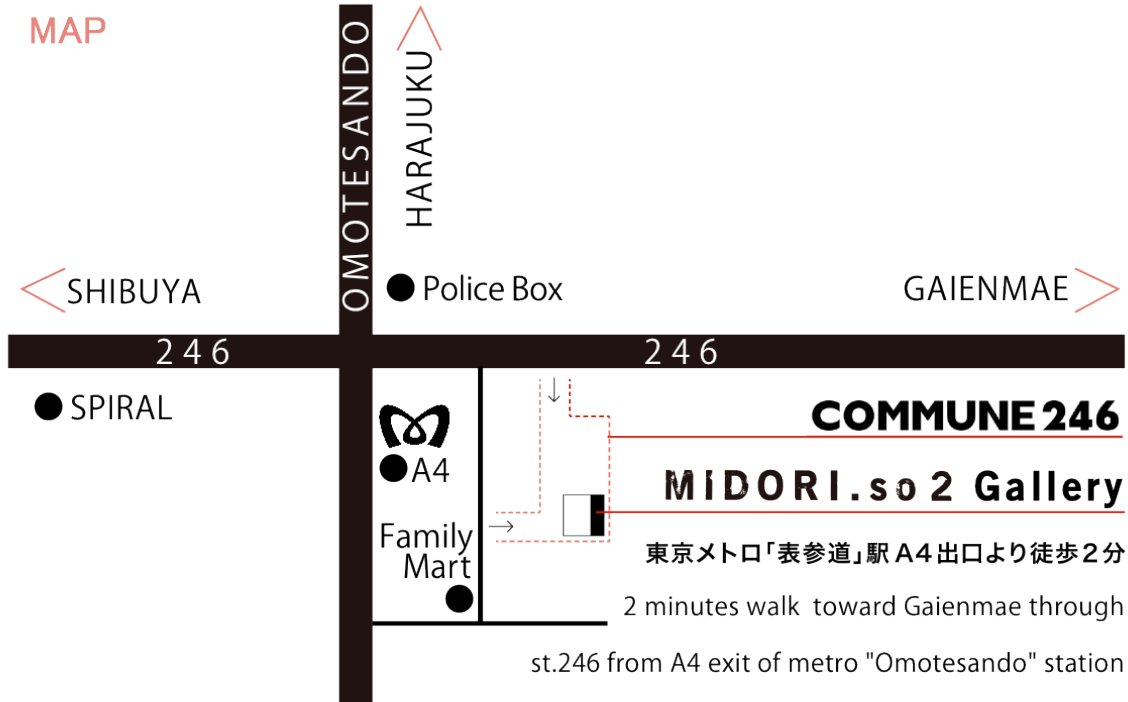 MAP
OMOTESANDO
HARAJUKU
SHIBUYA
Police Box
GAIENMAE
246
246
SPIRAL
A4
COMMUNE 246
MIDORI.so 2 Gallery
Family
Mart
東京メトロ「表参道」駅A4出口より徒歩2分
2 minutes walk toward Gaienmae through
st.246 from A4 exit of metro "Omotesando" station